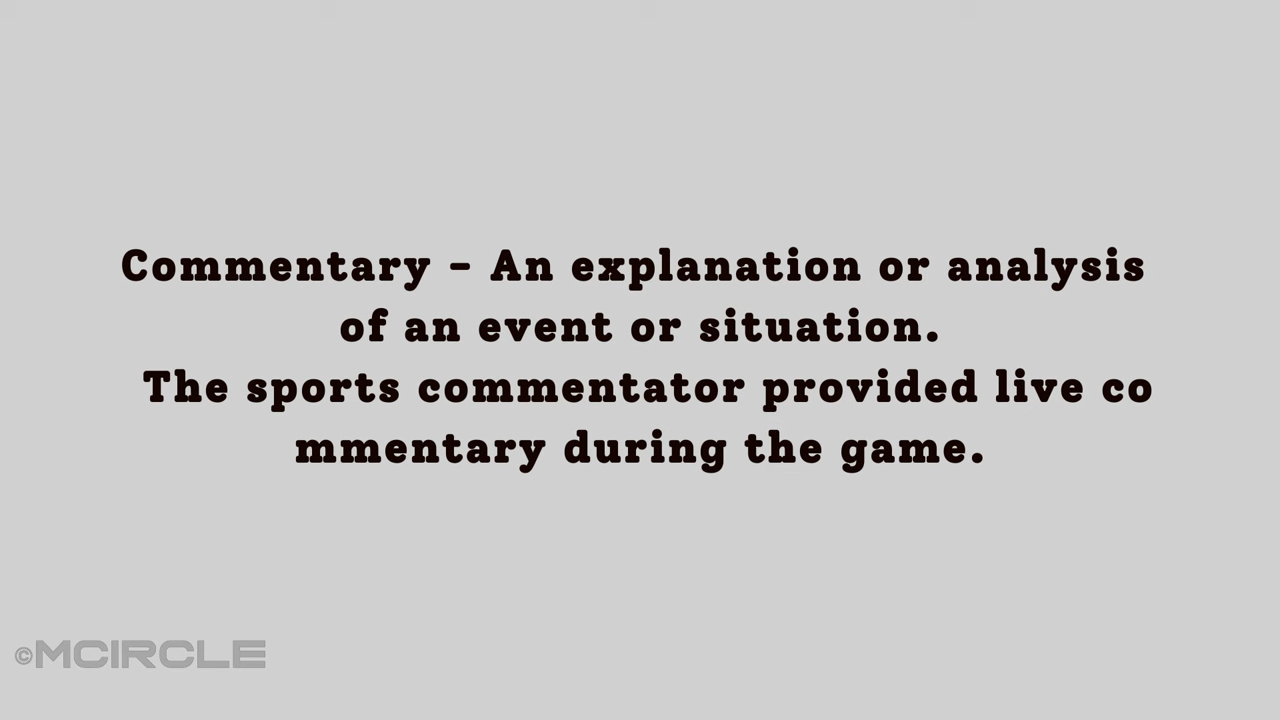 Commentary - An explanation or analysis
of an event or situation.
The sports commentator provided live co
mmentary during the game.
©MCIRCLE